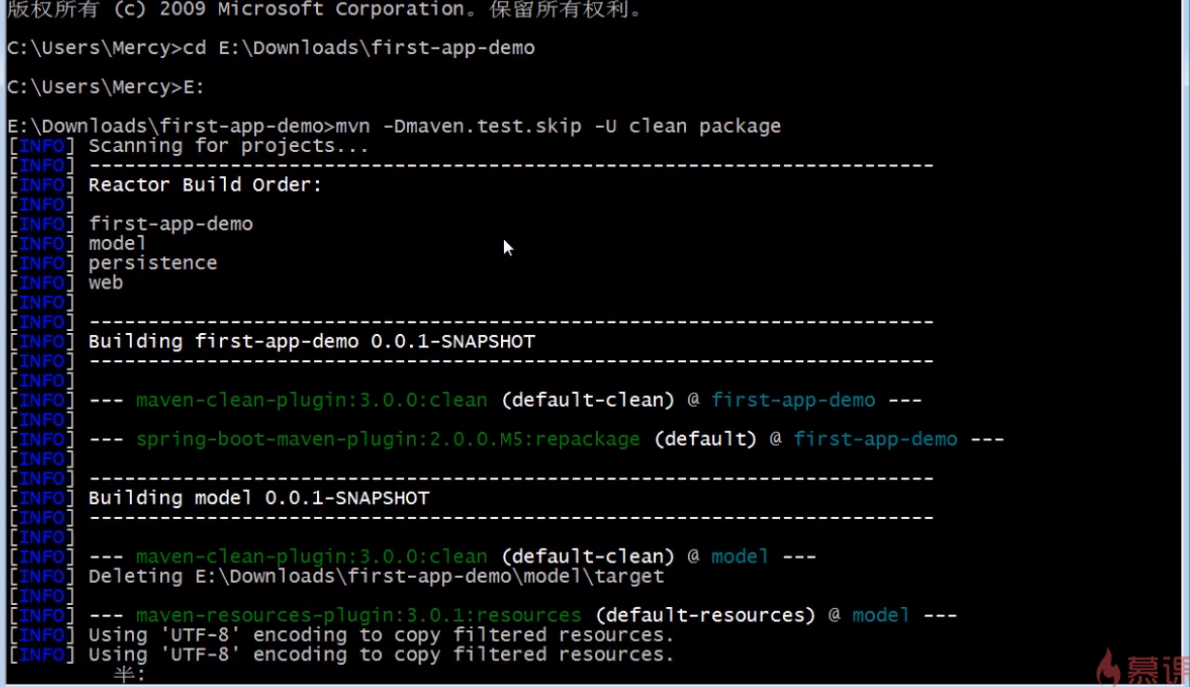 版权所有 (c) 2009 Microsoft Corporation。保留所有权利。
C:\Users\Mercy>cd E:\Downloads\first-app-demo
C:\Users\Mercy>E:
E:\Downloads\first-app-demo>mvn -Dmaven.test.skip -U clean package
[INFO] Scanning for projects...
[INFO] ------------------------------------------------------------------------
[INFO] Reactor Build Order:
[INFO]
[INFO] first-app-demo
[INFO] model
[INFO] persistence
[INFO] web
[INFO]
[INFO] ------------------------------------------------------------------------
[INFO] Building first-app-demo 0.0.1-SNAPSHOT
[INFO] ------------------------------------------------------------------------
[INFO]
[INFO] --- maven-clean-plugin:3.0.0:clean (default-clean) @ first-app-demo ---
[INFO]
[INFO] --- spring-boot-maven-plugin:2.0.0.M5:repackage (default) @ first-app-demo ---
[INFO]
[INFO] ------------------------------------------------------------------------
[INFO] Building model 0.0.1-SNAPSHOT
[INFO] ------------------------------------------------------------------------
[INFO]
[INFO] --- maven-clean-plugin:3.0.0:clean (default-clean) @ model ---
[INFO] Deleting E:\Downloads\first-app-demo\model\target
[INFO]
[INFO] --- maven-resources-plugin:3.0.1:resources (default-resources) @ model ---
[INFO] Using 'UTF-8' encoding to copy filtered resources.
[INFO] Using 'UTF-8' encoding to copy filtered resources.
半:
慕课